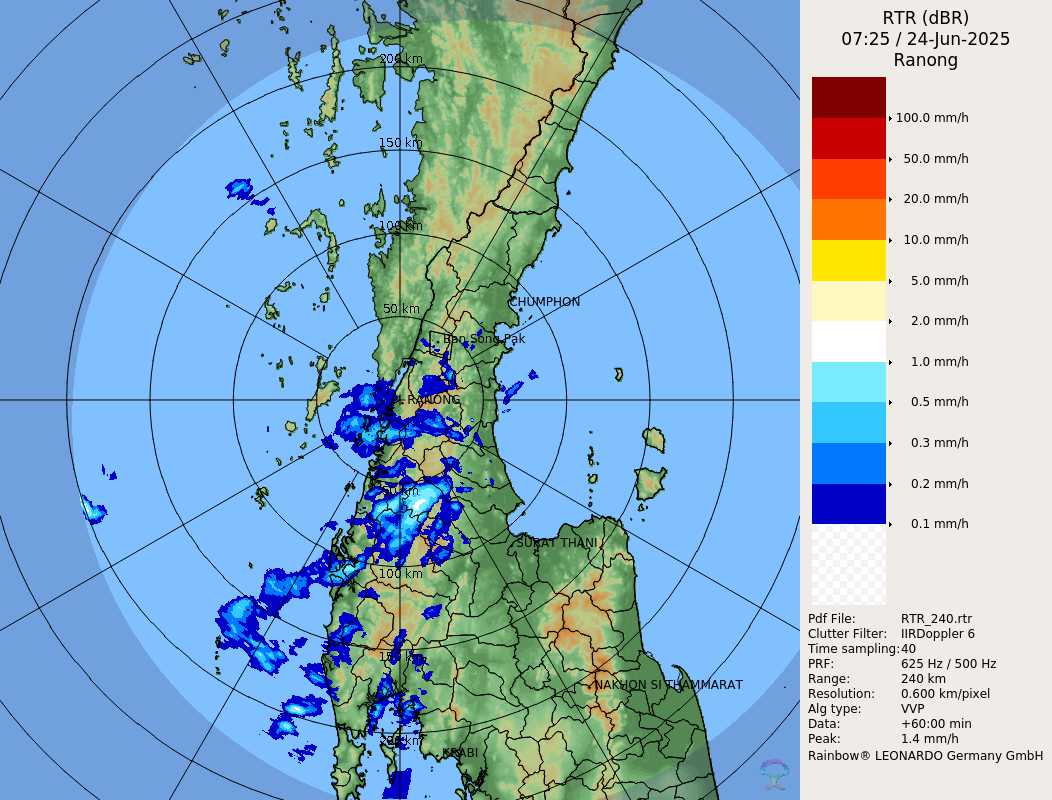 RTR (dBR)
07:25 / 24-Jun-2025
Ranong
100.0 mm/h
50.0 mm/h
20.0 mm/h
10.0 mm/h
5.0 mm/h
2.0 mm/h
1.0 mm/h
0.5 mm/h
0.3 mm/h
0.2 mm/h
0.1 mm/h
Pdf File: RTR_240.rtr
Clutter Filter: IIRDoppler 6
Time sampling:40
PRF: 625 Hz / 500 Hz
Range: 240 km
Resolution: 0.600 km/pixel
Alg type: VVP
Data: +60:00 min
Peak: 1.4 mm/h
Rainbow® LEONARDO Germany GmbH
200 km
150 km
100 km
50 km
CHUMPHON
Ban Song Pak
RANONG
50 km
SURAT THANI
100 km
150 km
NAKHON SI THAMMARAT
200 km
KRABI